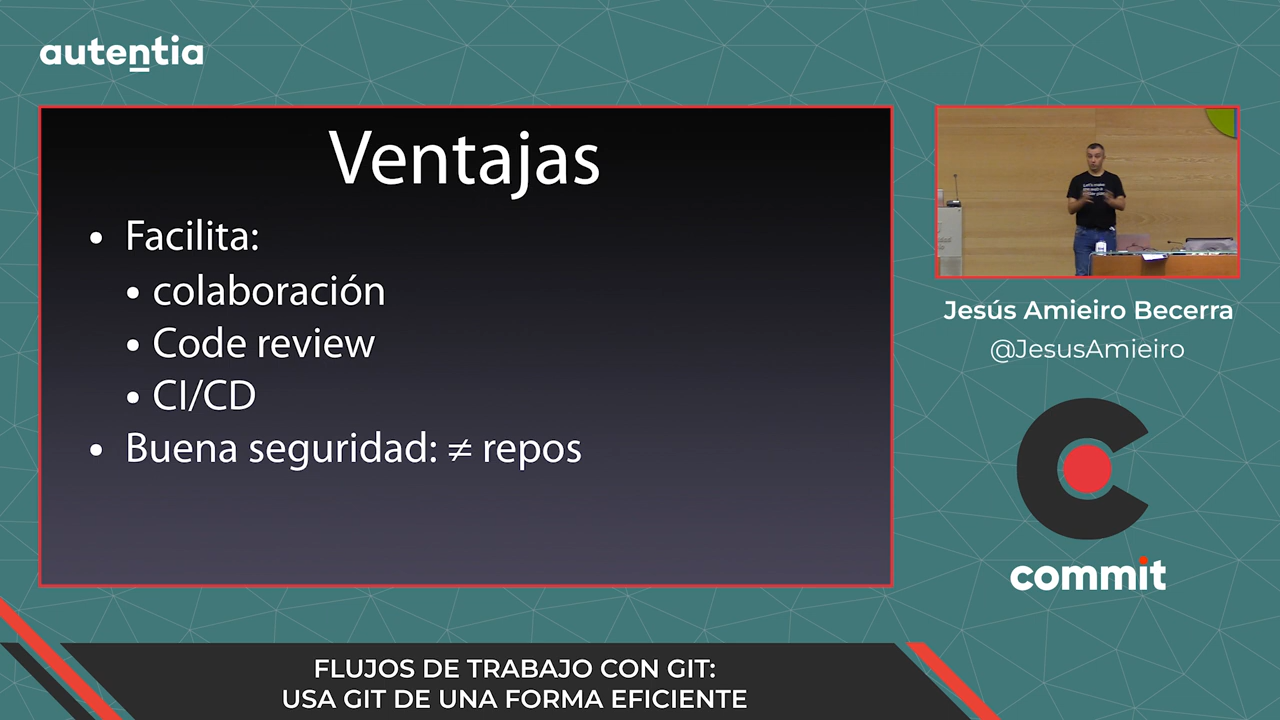 autentia
Ventajas
• Facilita:
• colaboración
• Code review
• CI/CD
• Buena seguridad: ≠ repos
Jesús Amieiro Becerra
@JesusAmieiro
commit
FLUJOS DE TRABAJO CON GIT:
USA GIT DE UNA FORMA EFICIENTE